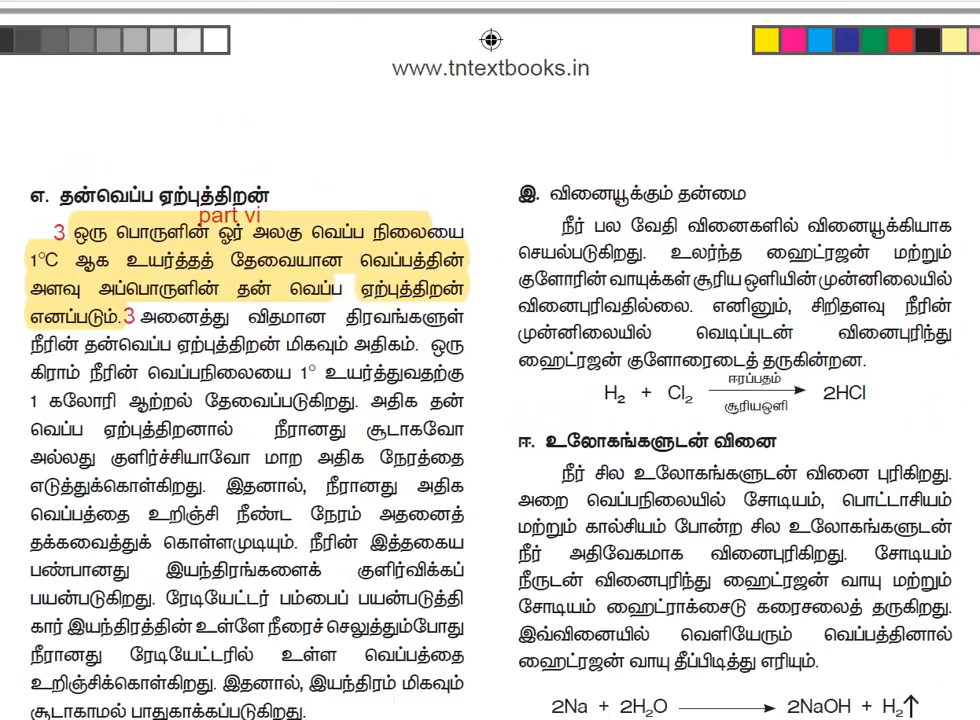 www.tntextbooks.in
எ. தன்வெப்ப ஏற்புத்திறன்
part vi
3 ஒரு பொருளின் ஓர் அலகு வெப்ப நிலையை
1°C ஆக உயர்த்தத் தேவையான வெப்பத்தின்
அளவு அப்பொருளின் தன் வெப்ப ஏற்புத்திறன்
எனப்படும்.3 அனைத்து விதமான திரவங்களுள்
நீரின் தன்வெப்ப ஏற்புத்திறன் மிகவும் அதிகம். ஒரு
கிராம் நீரின் வெப்பநிலையை 1° உயர்த்துவதற்கு
1 கலோரி ஆற்றல் தேவைப்படுகிறது. அதிக தன்
வெப்ப ஏற்புத்திறனால் நீரானது சூடாகவோ
அல்லது குளிர்ச்சியாவோ மாற அதிக நேரத்தை
எடுத்துக்கொள்கிறது. இதனால், நீரானது அதிக
வெப்பத்தை உறிஞ்சி நீண்ட நேரம் அதனைத்
தக்கவைத்துக் கொள்ளமுடியும். நீரின் இத்தகைய
பண்பானது இயந்திரங்களைக் குளிர்விக்கப்
பயன்படுகிறது. ரேடியேட்டர் பம்பைப் பயன்படுத்தி
கார் இயந்திரத்தின் உள்ளே நீரைச் செலுத்தும்போது
நீரானது ரேடியேட்டரில் உள்ள வெப்பத்தை
உறிஞ்சிக்கொள்கிறது. இதனால், இயந்திரம் மிகவும்
சூடாகாமல் பாதுகாக்கப்படுகிறது.
இ. வினையூக்கும் தன்மை
நீர் பல வேதி வினைகளில் வினையூக்கியாக
செயல்படுகிறது. உலர்ந்த ஹைட்ரஜன் மற்றும்
குளோரின் வாயுக்கள் சூரிய ஒளியின் முன்னிலையில்
வினைபுரிவதில்லை. எனினும், சிறிதளவு நீரின்
முன்னிலையில் வெடிப்புடன் வினைபுரிந்து
ஹைட்ரஜன் குளோரைடைத் தருகின்றன.
ஈரப்பதம்
H₂ + Cl₂ ⟶ 2HCl
சூரியஒளி
ஈ. உலோகங்களுடன் வினை
நீர் சில உலோகங்களுடன் வினை புரிகிறது.
அறை வெப்பநிலையில் சோடியம், பொட்டாசியம்
மற்றும் கால்சியம் போன்ற சில உலோகங்களுடன்
நீர் அதிவேகமாக வினைபுரிகிறது. சோடியம்
நீருடன் வினைபுரிந்து ஹைட்ரஜன் வாயு மற்றும்
சோடியம் ஹைட்ராக்சைடு கரைசலைத் தருகிறது.
இவ்வினையில் வெளியேரும் வெப்பத்தினால்
ஹைட்ரஜன் வாயு தீப்பிடித்து எரியும்.
2Na + 2H₂O ⟶ 2NaOH + H₂↑